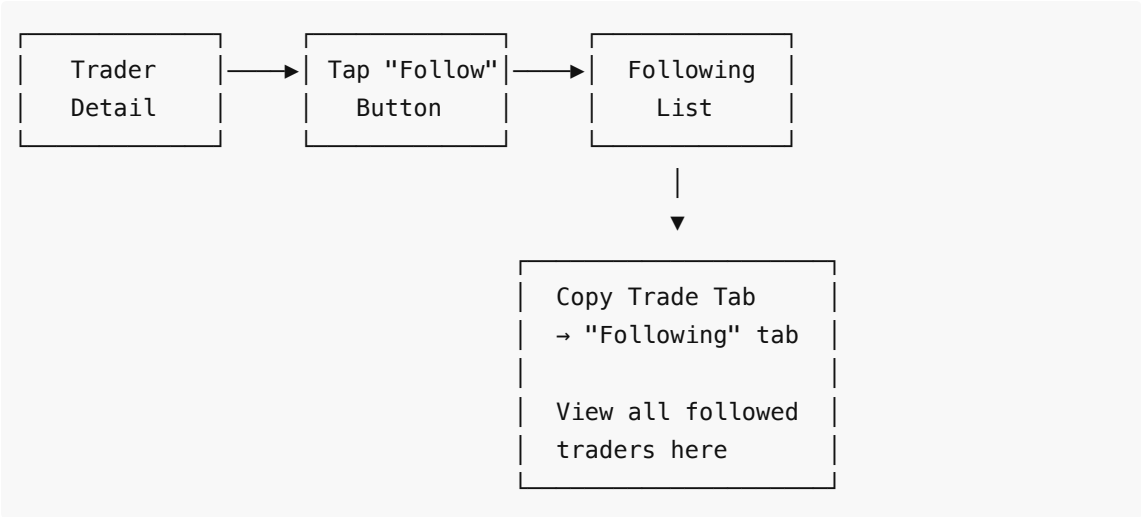 Trader
Detail
Tap "Follow"
Button
Following
List
Copy Trade Tab
→ "Following" tab
View all followed
traders here